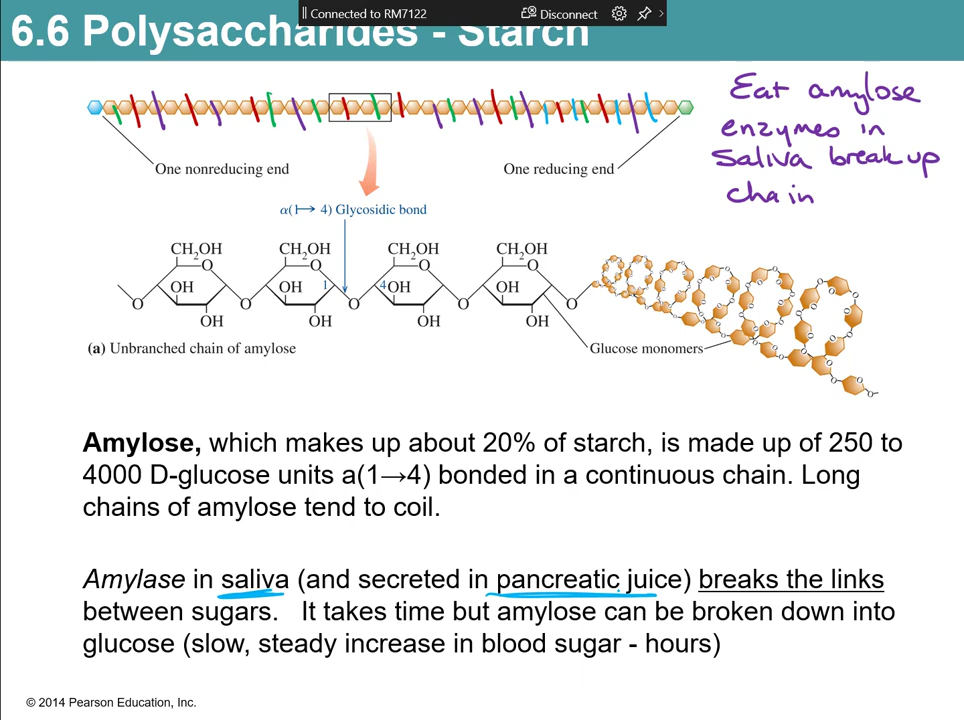 Connected to RM7122 Disconnect
6.6 Polysaccharides - Starch
Eat amylose
enzymes in
Saliva break up
chain
One nonreducing end One reducing end
α(1→ 4) Glycosidic bond
CH2OH CH2OH CH2OH CH2OH
O O O O
OH OH 1 4 OH OH
O O O O O
OH OH OH OH
(a) Unbranched chain of amylose Glucose monomers
Amylose, which makes up about 20% of starch, is made up of 250 to
4000 D-glucose units a(1→4) bonded in a continuous chain. Long
chains of amylose tend to coil.
Amylase in saliva (and secreted in pancreatic juice) breaks the links
between sugars. It takes time but amylose can be broken down into
glucose (slow, steady increase in blood sugar - hours)
© 2014 Pearson Education, Inc.